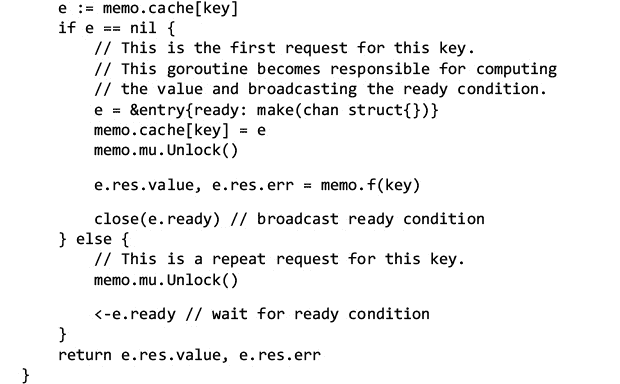 e := memo.cache[key]
if e == nil {
// This is the first request for this key.
// This goroutine becomes responsible for computing
// the value and broadcasting the ready condition.
e = &entry{ready: make(chan struct{})}
memo.cache[key] = e
memo.mu.Unlock()
e.res.value, e.res.err = memo.f(key)
close(e.ready) // broadcast ready condition
} else {
// This is a repeat request for this key.
memo.mu.Unlock()
<-e.ready // wait for ready condition
}
return e.res.value, e.res.err
}